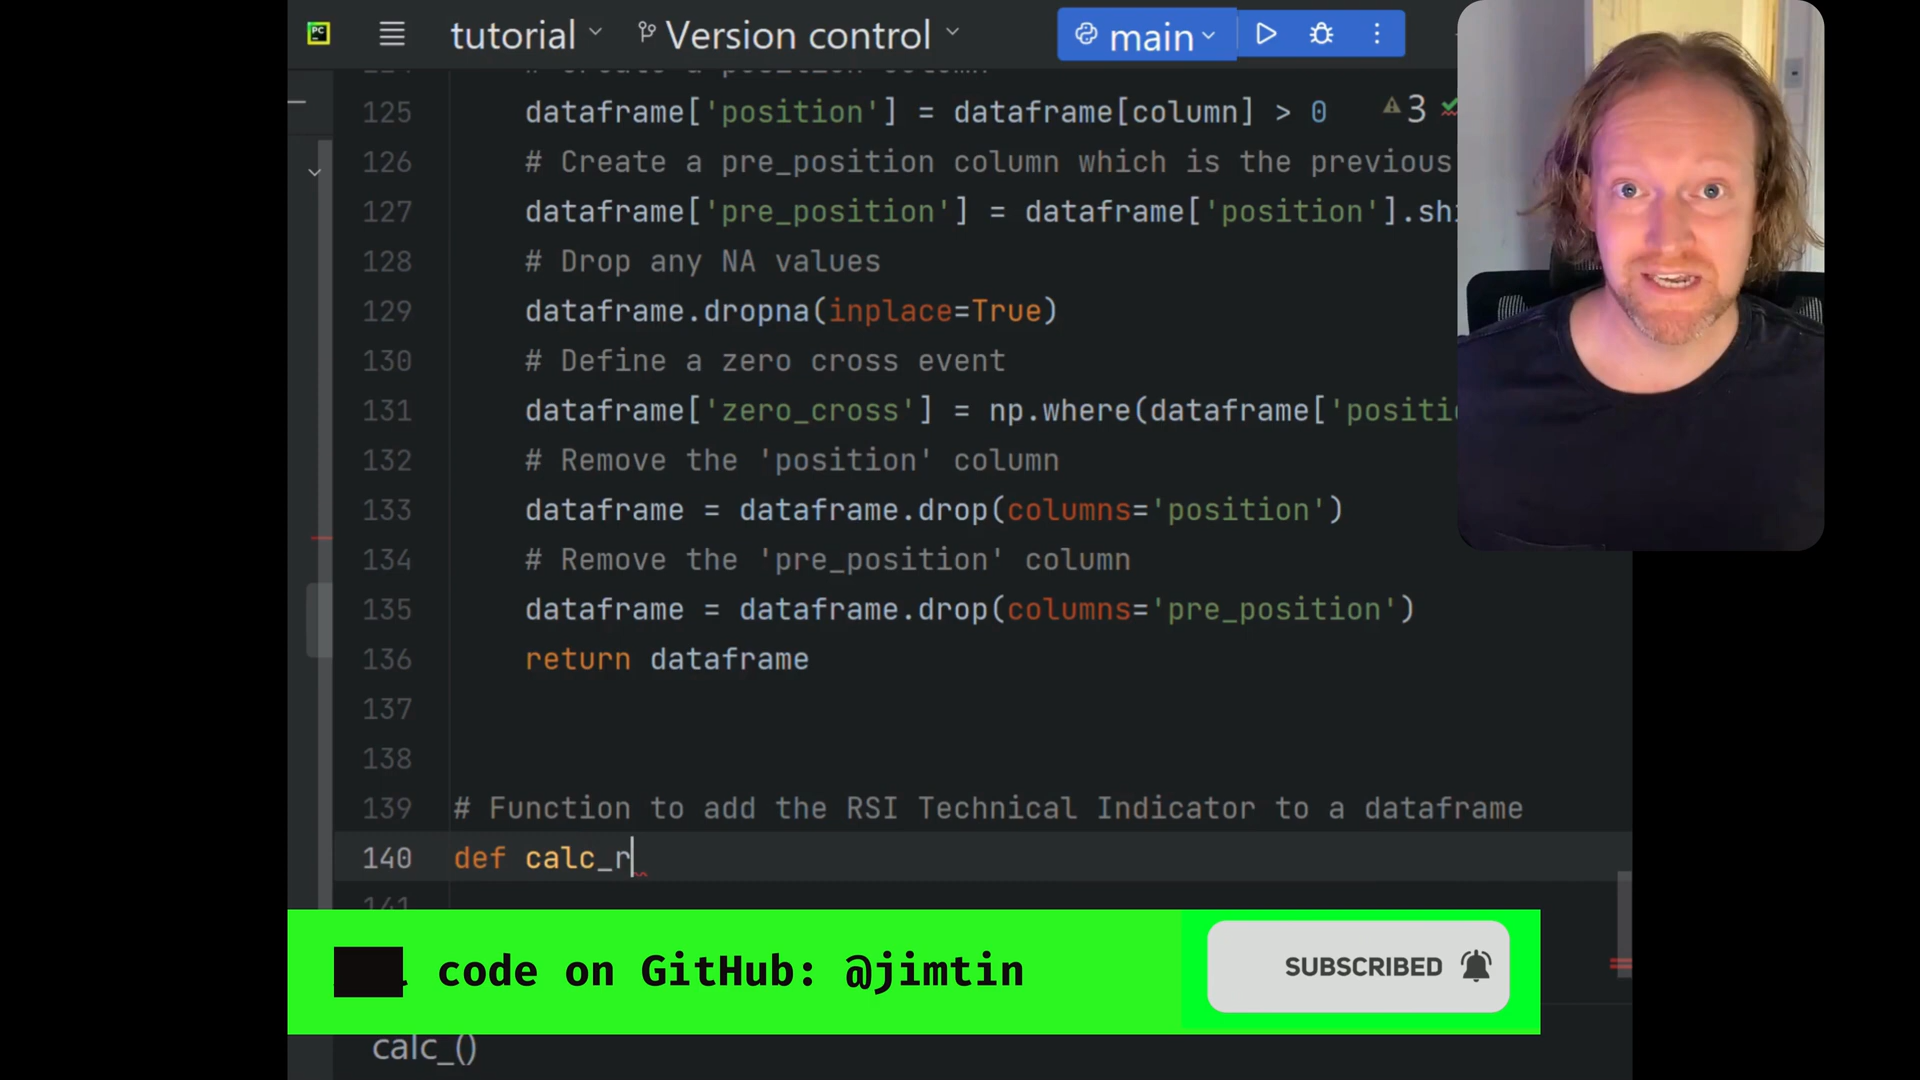 PC
tutorial
Version control
main
125 dataframe['position'] = dataframe[column] > 0
3
126 # Create a pre_position column which is the previous
127 dataframe['pre_position'] = dataframe['position'].shi
128 # Drop any NA values
129 dataframe.dropna(inplace=True)
130 # Define a zero cross event
131 dataframe['zero_cross'] = np.where(dataframe['positi
132 # Remove the 'position' column
133 dataframe = dataframe.drop(columns='position')
134 # Remove the 'pre_position' column
135 dataframe = dataframe.drop(columns='pre_position')
136 return dataframe
137
138
139 # Function to add the RSI Technical Indicator to a dataframe
140 def calc_r
code on GitHub: @jimtin
SUBSCRIBED
calc_()